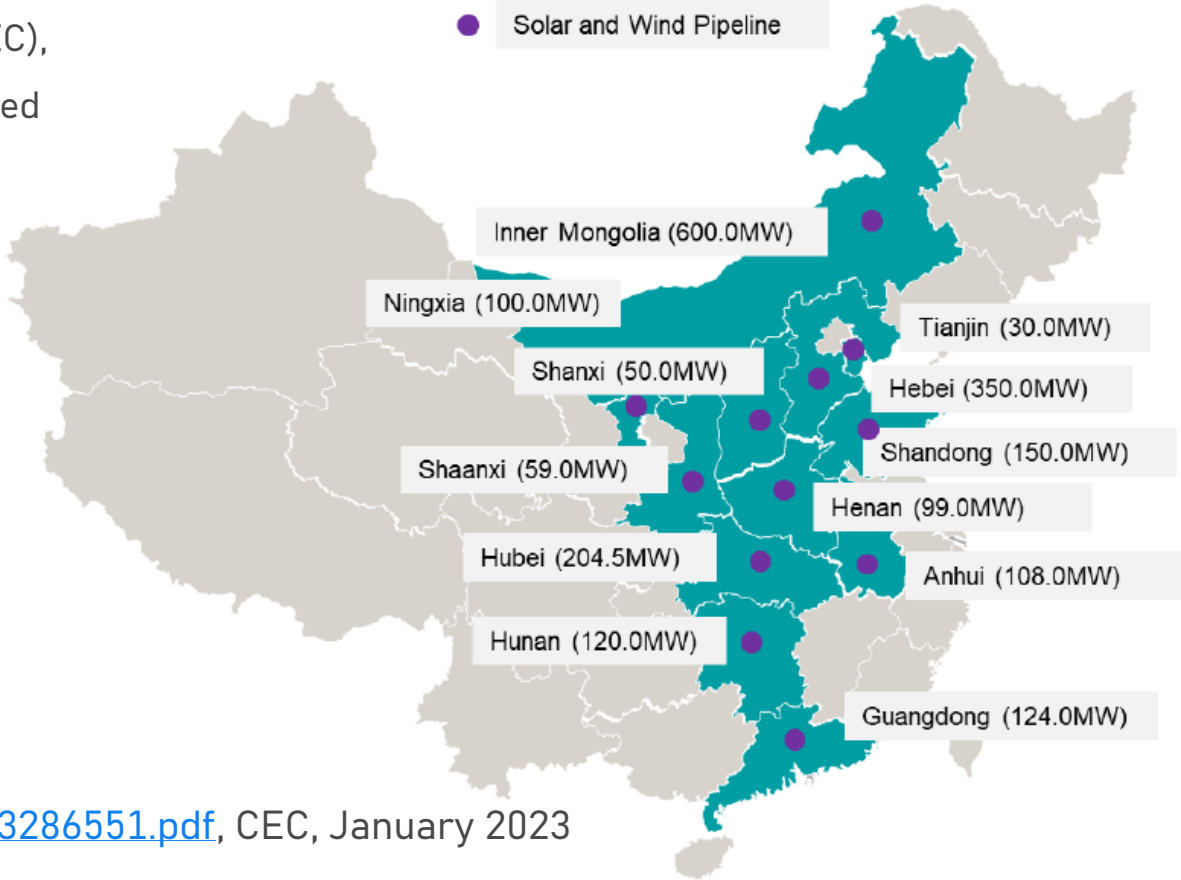 C),
ed
Solar and Wind Pipeline
Inner Mongolia (600.0MW)
Ningxia (100.0MW)
Tianjin (30.0MW)
Shanxi (50.0MW)
Hebei (350.0MW)
Shandong (150.0MW)
Shaanxi (59.0MW)
Henan (99.0MW)
Hubei (204.5MW)
Anhui (108.0MW)
Hunan (120.0MW)
Guangdong (124.0MW)
3286551.pdf, CEC, January 2023